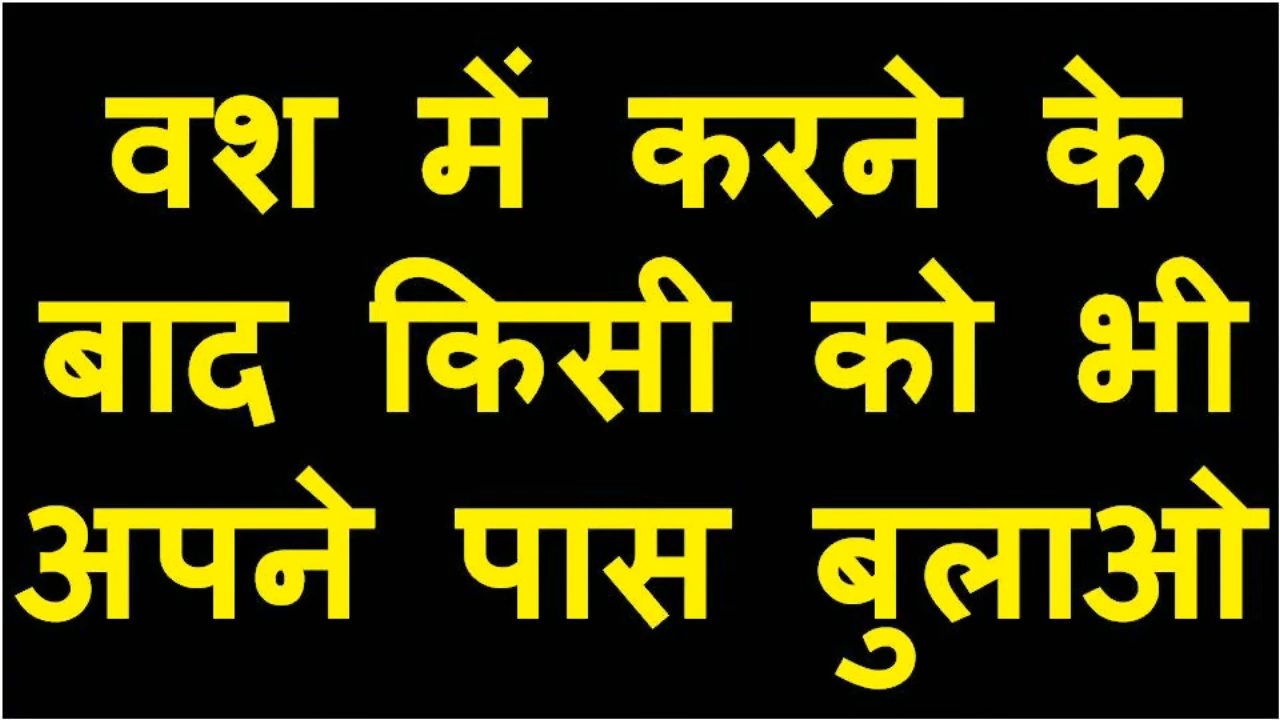 वश में करने के
बाद किसी को भी
अपने पास बुलाओ